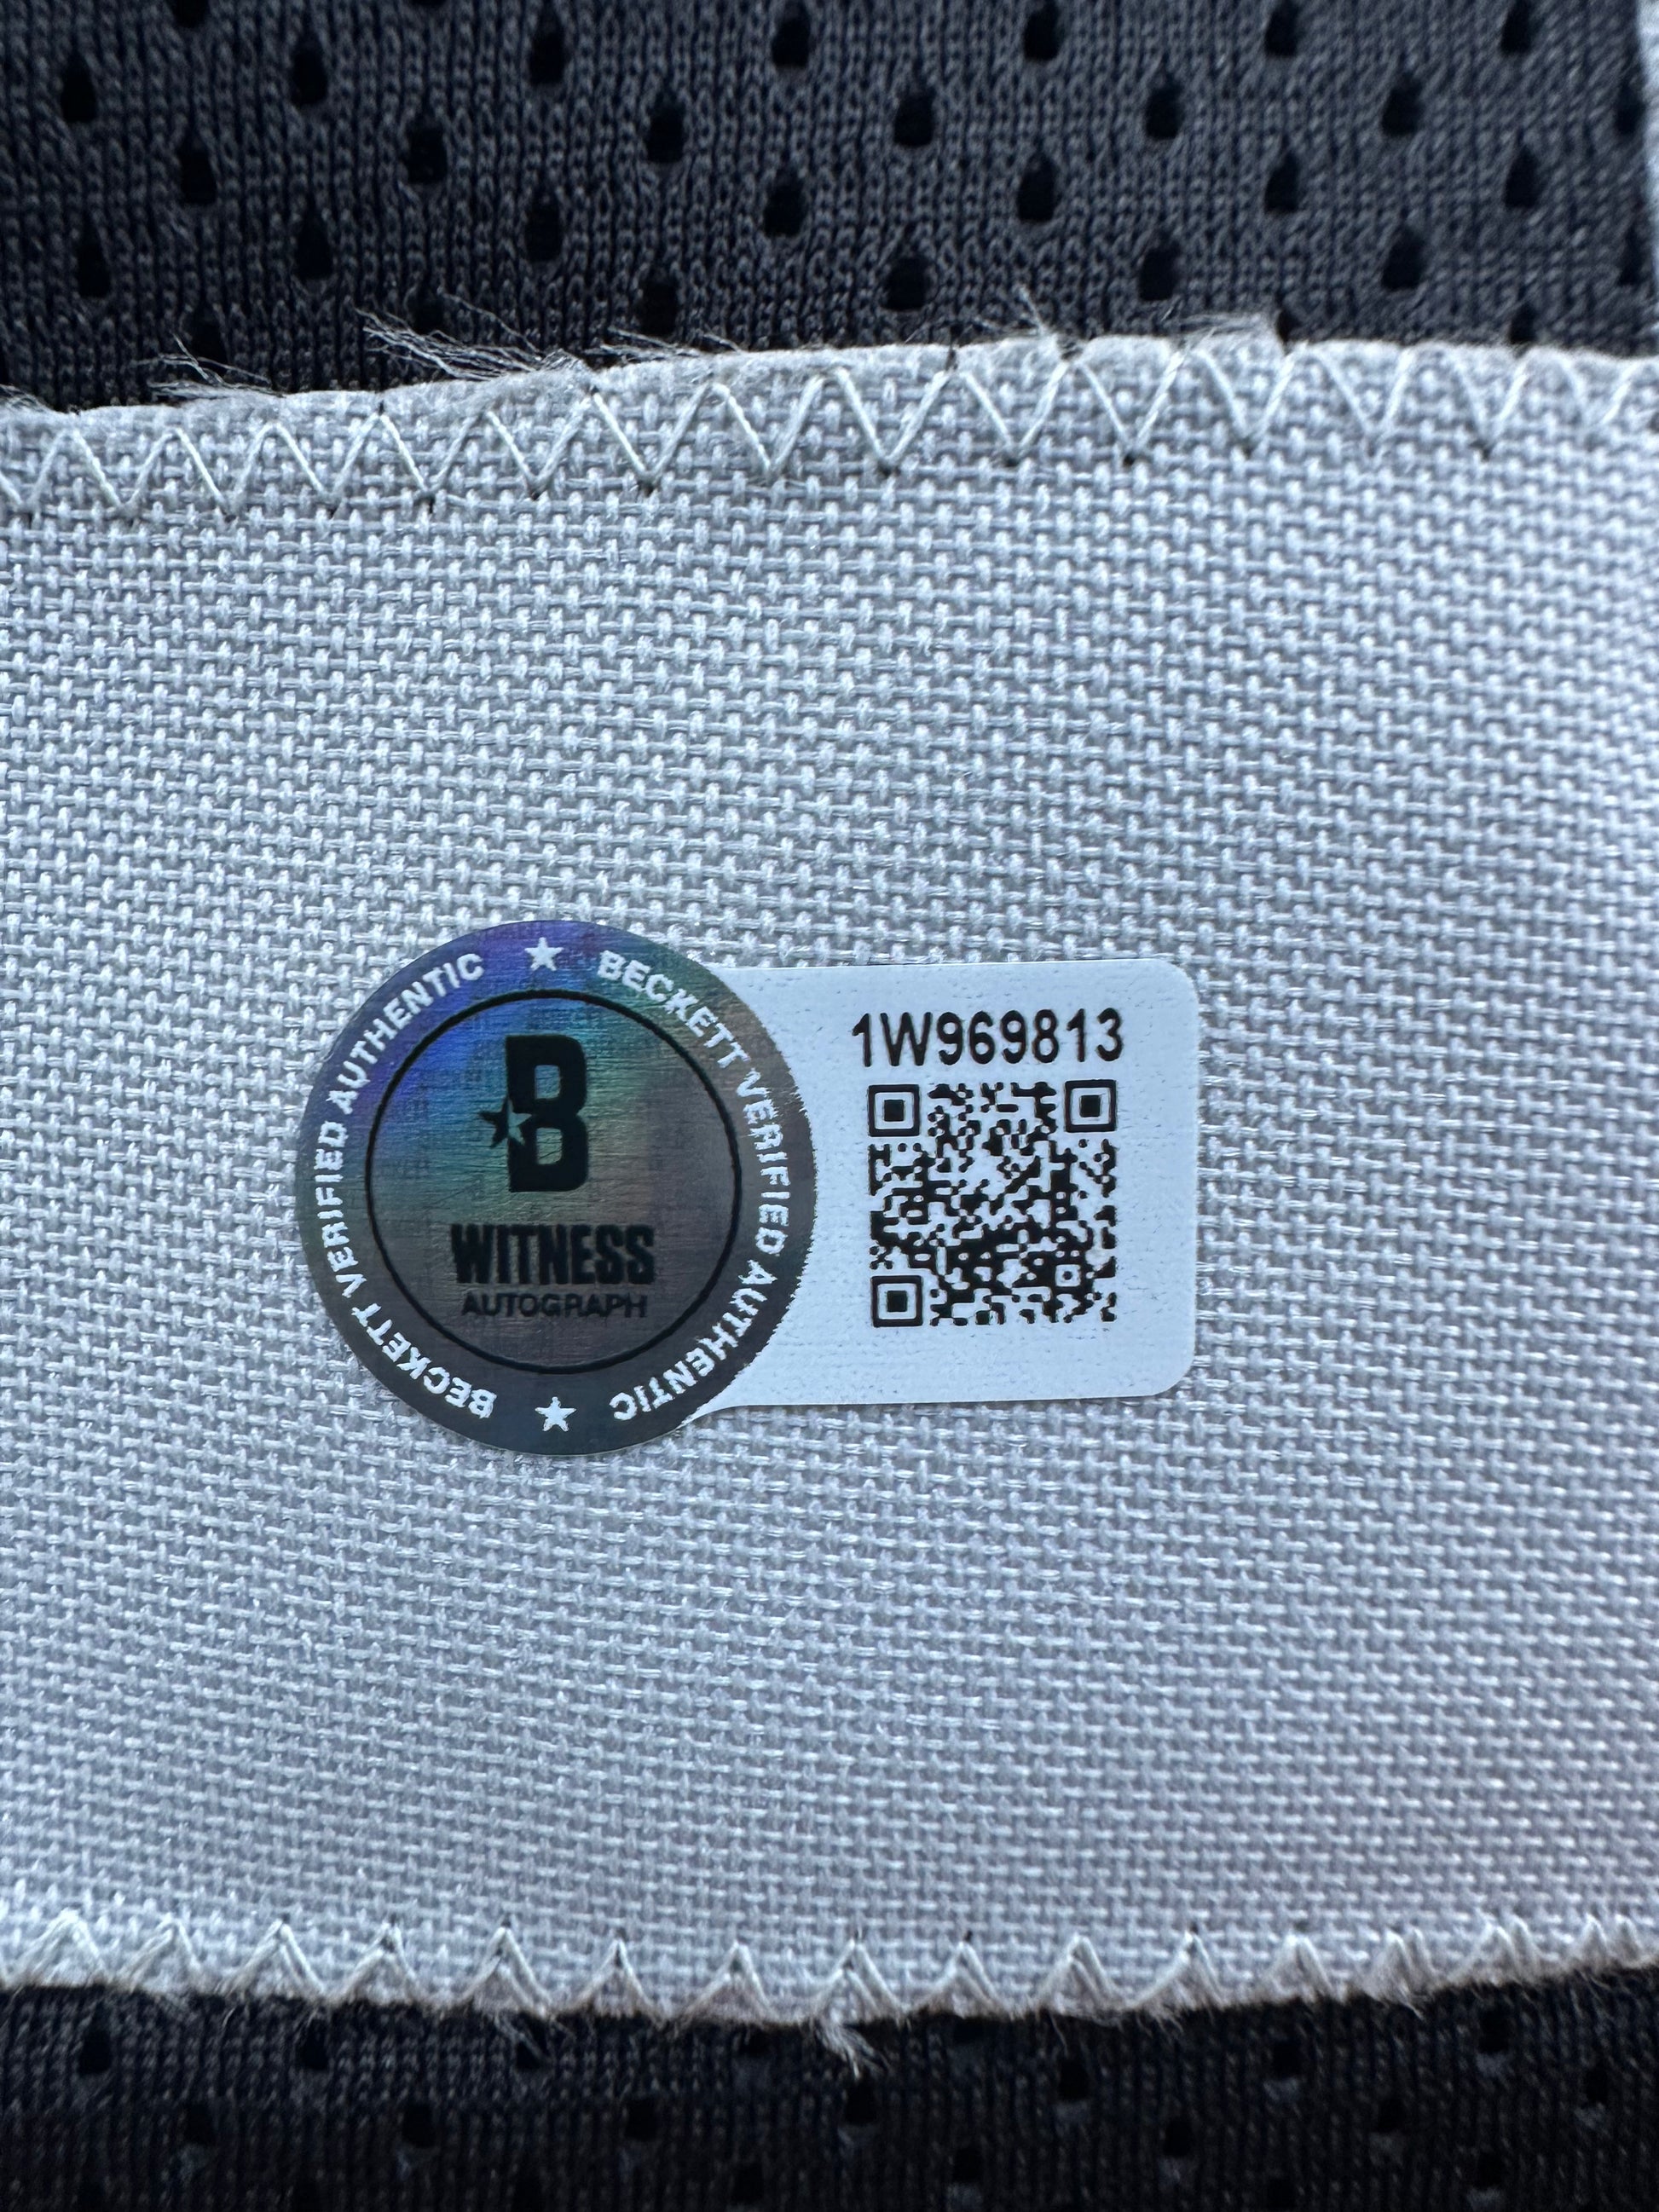 BECKETT VERIFIED AUTHENTIC ★ BECKETT VERIFIED AUTHENTIC ★
B
WITNESS
AUTOGRAPH
1W969813